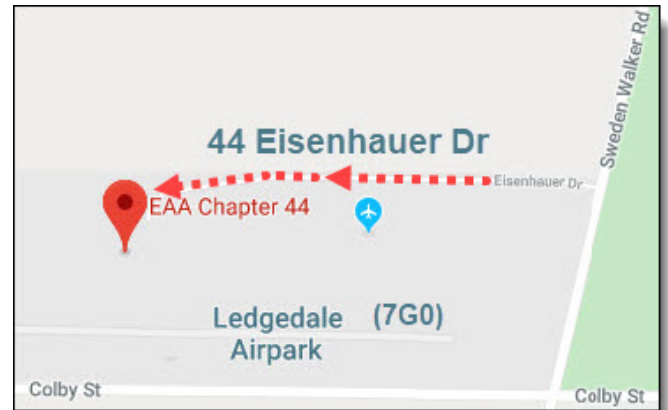 Sweden Walker Rd
44 Eisenhauer Dr
Eisenhauer Dr
EAA Chapter 44
Ledgedale (7G0)
Airpark
Colby St
Colby St